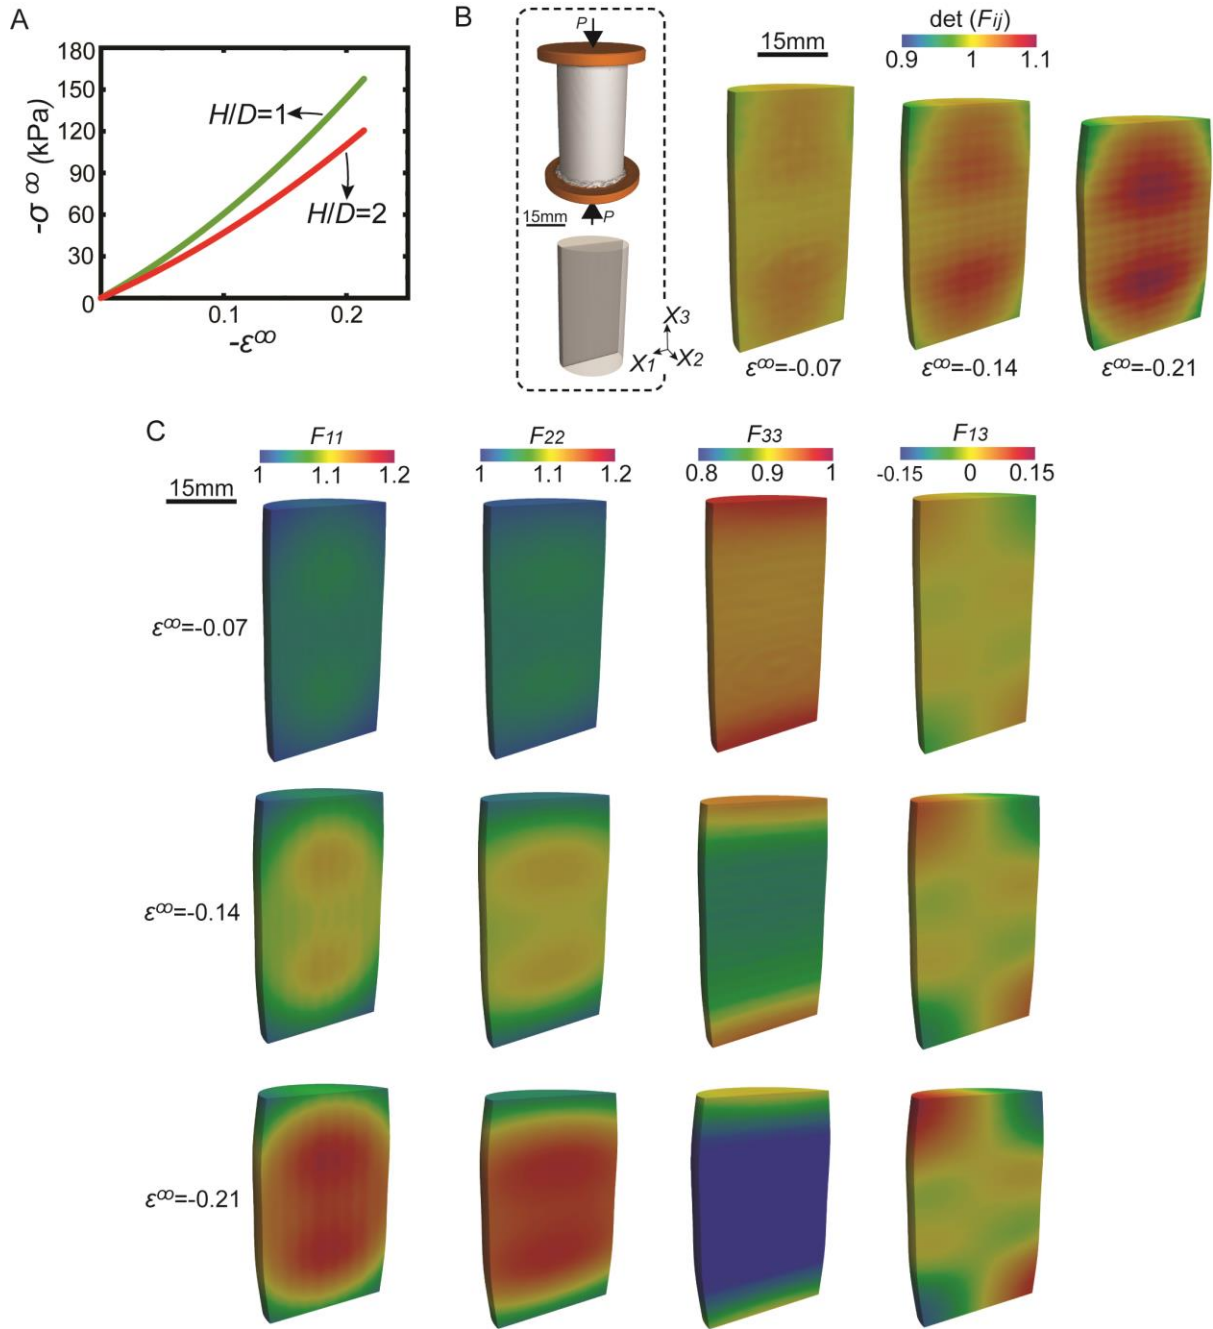 A
180
150
120
90
60
30
0
-σ∞ (kPa)
H/D=1
H/D=2
0.1
0.2
-ε∞
B
P
15mm
P
X3
X1
X2
15mm
det (Fij)
0.9
1
1.1
ε∞=-0.07
ε∞=-0.14
ε∞=-0.21
C
15mm
F11
1
1.1
1.2
F22
1
1.1
1.2
F33
0.8
0.9
1
F13
-0.15
0
0.15
ε∞=-0.07
ε∞=-0.14
ε∞=-0.21